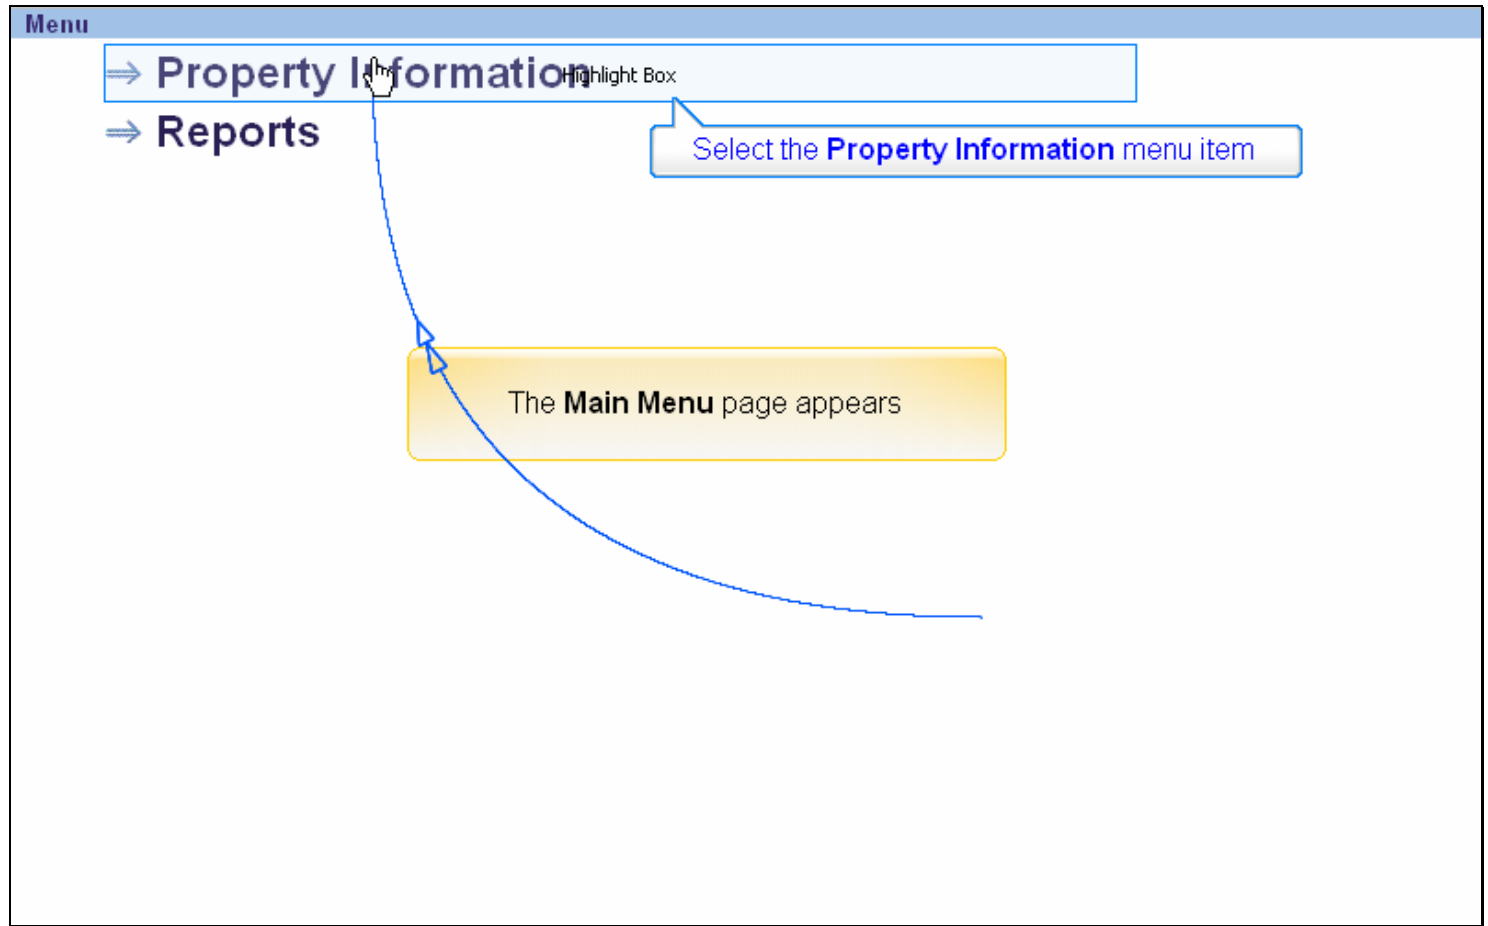 Menu
Property Information
Highlight Box
Reports
Select the Property Information menu item
The Main Menu page appears